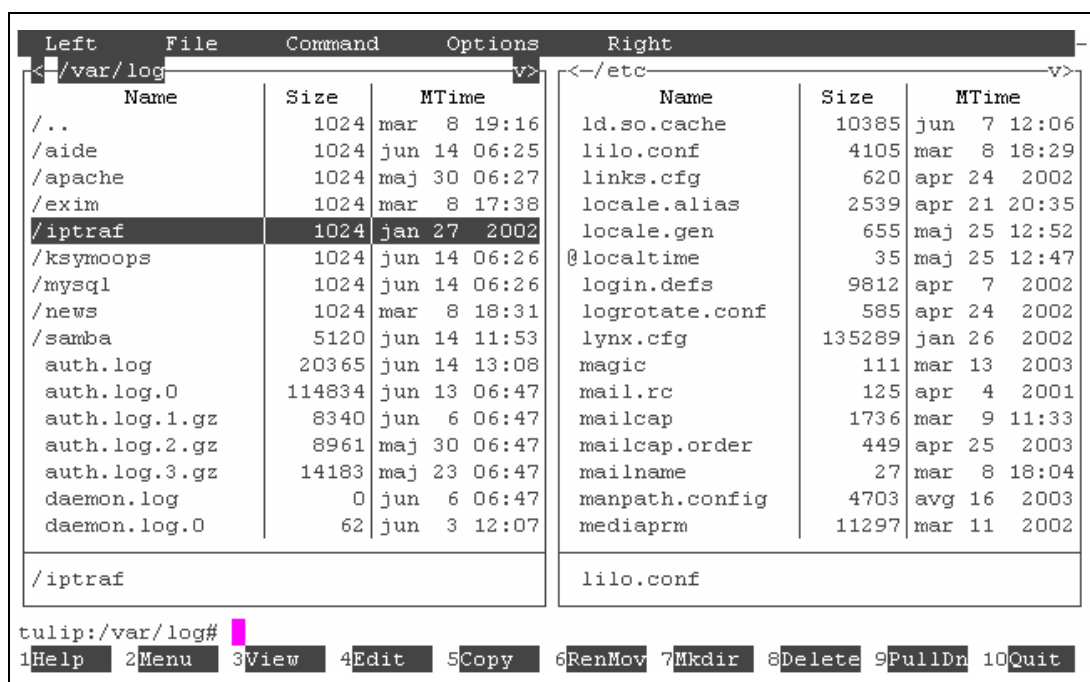 Left File Command Options Right
<-/var/log v> <-/etc v>
Name Size MTime Name Size MTime
/.. 1024 mar 8 19:16 ld.so.cache 10385 jun 7 12:06
/aide 1024 jun 14 06:25 lilo.conf 4105 mar 8 18:29
/apache 1024 maj 30 06:27 links.cfg 620 apr 24 2002
/exim 1024 mar 8 17:38 locale.alias 2539 apr 21 20:35
/iptraf 1024 jan 27 2002 locale.gen 655 maj 25 12:52
/ksymoops 1024 jun 14 06:26 @localtime 35 maj 25 12:47
/mysql 1024 jun 14 06:26 login.defs 9812 apr 7 2002
/news 1024 mar 8 18:31 logrotate.conf 585 apr 24 2002
/samba 5120 jun 14 11:53 lynx.cfg 135289 jan 26 2002
auth.log 20365 jun 14 13:08 magic 111 mar 13 2003
auth.log.0 114834 jun 13 06:47 mail.rc 125 apr 4 2001
auth.log.1.gz 8340 jun 6 06:47 mailcap 1736 mar 9 11:33
auth.log.2.gz 8961 maj 30 06:47 mailcap.order 449 apr 25 2003
auth.log.3.gz 14183 maj 23 06:47 mailname 27 mar 8 18:04
daemon.log 0 jun 6 06:47 manpath.config 4703 avg 16 2003
daemon.log.0 62 jun 3 12:07 mediaprm 11297 mar 11 2002
/iptraf lilo.conf
tulip:/var/log#
1Help 2Menu 3View 4Edit 5Copy 6RenMov 7Mkdir 8Delete 9PullDn 10Quit